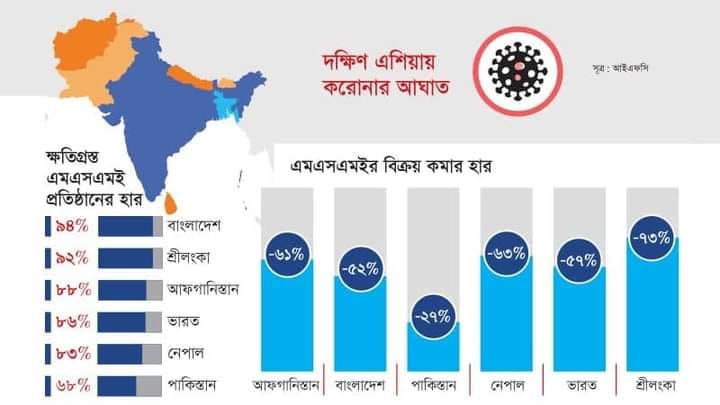 দক্ষিণ এশিয়ায়
করোনার আঘাত
সূত্র : আইএফসি
ক্ষতিগ্রস্ত
এমএসএমই
প্রতিষ্ঠানের হার
৯৪% বাংলাদেশ
৯২% শ্রীলংকা
৮৮% আফগানিস্তান
৮৬% ভারত
৮৩% নেপাল
৬৮% পাকিস্তান
এমএসএমইর বিক্রয় কমার হার
-৬১% -৫২% -২৭% -৬৩% -৫৭% -৭৩%
আফগানিস্তান বাংলাদেশ পাকিস্তান নেপাল ভারত শ্রীলংকা